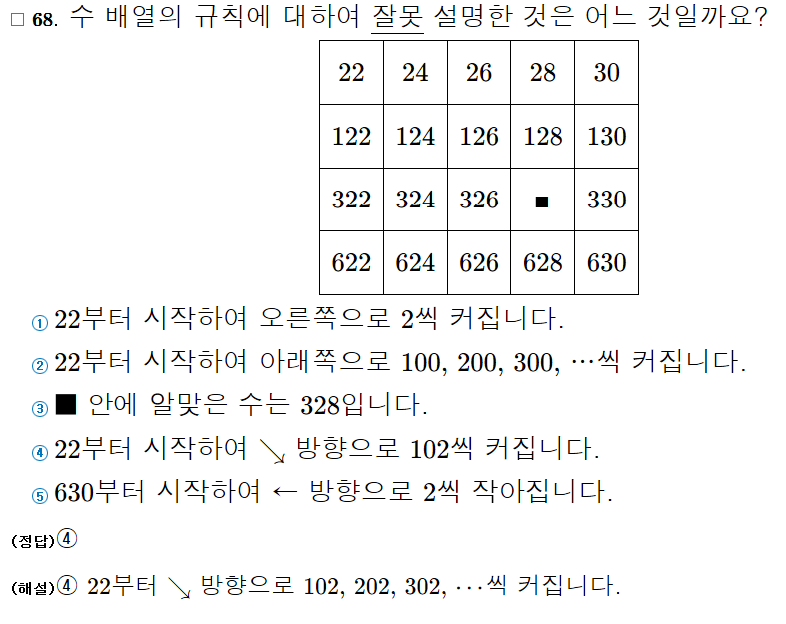 □ 68. 수 배열의 규칙에 대하여 잘못 설명한 것은 어느 것일까요?
22 24 26 28 30
122 124 126 128 130
322 324 326 ■ 330
622 624 626 628 630
① 22부터 시작하여 오른쪽으로 2씩 커집니다.
② 22부터 시작하여 아래쪽으로 100, 200, 300, ⋯씩 커집니다.
③ ■ 안에 알맞은 수는 328입니다.
④ 22부터 시작하여 ↘ 방향으로 102씩 커집니다.
⑤ 630부터 시작하여 ← 방향으로 2씩 작아집니다.
(정답)④
(해설)④ 22부터 ↘ 방향으로 102, 202, 302, ⋯씩 커집니다.